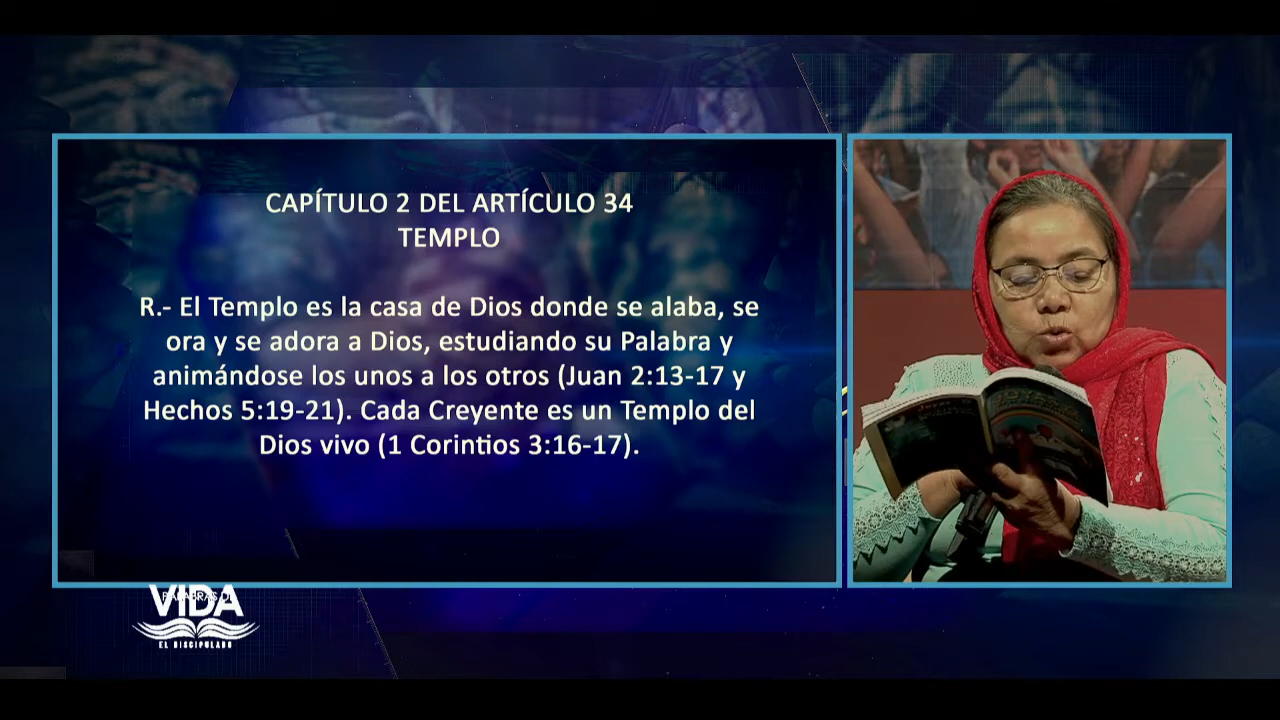 CAPÍTULO 2 DEL ARTÍCULO 34
TEMPLO
R.- El Templo es la casa de Dios donde se alaba, se
ora y se adora a Dios, estudiando su Palabra y
animándose los unos a los otros (Juan 2:13-17 y
Hechos 5:19-21). Cada Creyente es un Templo del
Dios vivo (1 Corintios 3:16-17).
PALABRAS DE
VIDA
EL DISCIPULADO